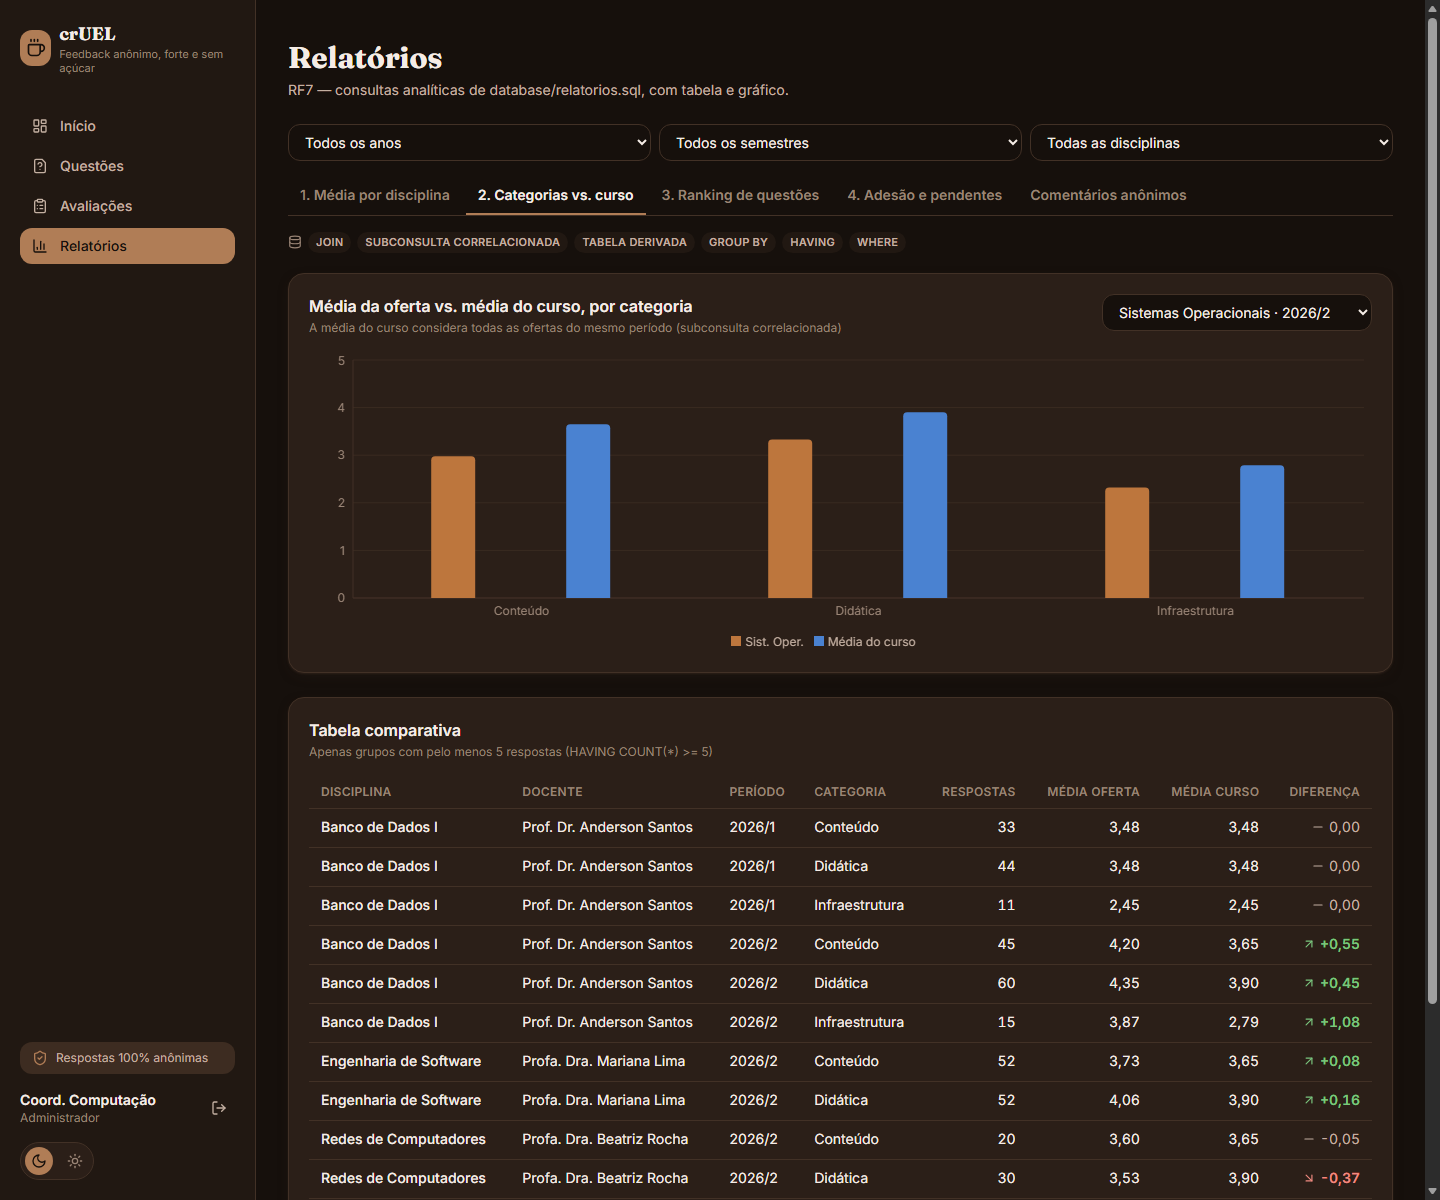 crUEL
Feedback anônimo, forte e sem
açúcar
Início
Questões
Avaliações
Relatórios
Respostas 100% anônimas
Coord. Computação
Administrador
Relatórios
RF7 — consultas analíticas de database/relatorios.sql, com tabela e gráfico.
Todos os anos Todos os semestres Todas as disciplinas
1. Média por disciplina 2. Categorias vs. curso 3. Ranking de questões 4. Adesão e pendentes Comentários anônimos
JOIN SUBCONSULTA CORRELACIONADA TABELA DERIVADA GROUP BY HAVING WHERE
Média da oferta vs. média do curso, por categoria
A média do curso considera todas as ofertas do mesmo período (subconsulta correlacionada)
Sistemas Operacionais · 2026/2
5
4
3
2
1
0
Conteúdo Didática Infraestrutura
Sist. Oper. Média do curso
Tabela comparativa
Apenas grupos com pelo menos 5 respostas (HAVING COUNT(*) >= 5)
DISCIPLINA DOCENTE PERÍODO CATEGORIA RESPOSTAS MÉDIA OFERTA MÉDIA CURSO DIFERENÇA
Banco de Dados I Prof. Dr. Anderson Santos 2026/1 Conteúdo 33 3,48 3,48 0,00
Banco de Dados I Prof. Dr. Anderson Santos 2026/1 Didática 44 3,48 3,48 0,00
Banco de Dados I Prof. Dr. Anderson Santos 2026/1 Infraestrutura 11 2,45 2,45 0,00
Banco de Dados I Prof. Dr. Anderson Santos 2026/2 Conteúdo 45 4,20 3,65 +0,55
Banco de Dados I Prof. Dr. Anderson Santos 2026/2 Didática 60 4,35 3,90 +0,45
Banco de Dados I Prof. Dr. Anderson Santos 2026/2 Infraestrutura 15 3,87 2,79 +1,08
Engenharia de Software Profa. Dra. Mariana Lima 2026/2 Conteúdo 52 3,73 3,65 +0,08
Engenharia de Software Profa. Dra. Mariana Lima 2026/2 Didática 52 4,06 3,90 +0,16
Redes de Computadores Profa. Dra. Beatriz Rocha 2026/2 Conteúdo 20 3,60 3,65 -0,05
Redes de Computadores Profa. Dra. Beatriz Rocha 2026/2 Didática 30 3,53 3,90 -0,37